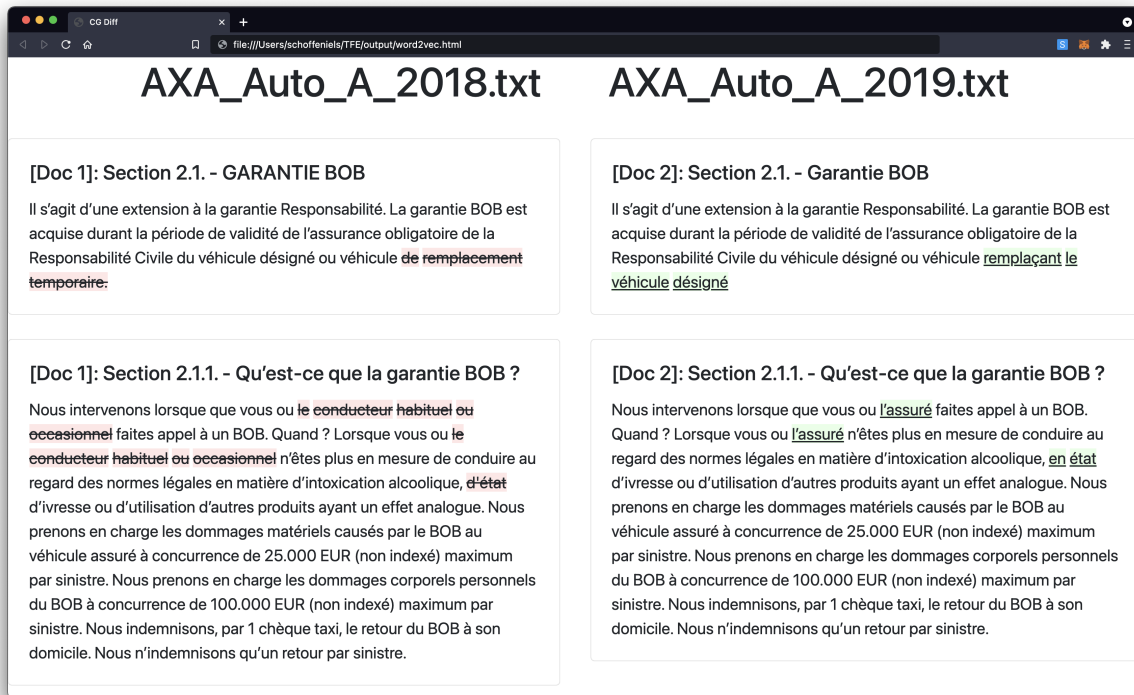 CG Diff
file:///Users/schoffeniels/TFE/output/word2vec.html
AXA_Auto_A_2018.txt
AXA_Auto_A_2019.txt
[Doc 1]: Section 2.1. - GARANTIE BOB
Il s’agit d’une extension à la garantie Responsabilité. La garantie BOB est
acquise durant la période de validité de l’assurance obligatoire de la
Responsabilité Civile du véhicule désigné ou véhicule de remplacement
temporaire.
[Doc 2]: Section 2.1. - Garantie BOB
Il s’agit d’une extension à la garantie Responsabilité. La garantie BOB est
acquise durant la période de validité de l’assurance obligatoire de la
Responsabilité Civile du véhicule désigné ou véhicule remplaçant le
véhicule désigné
[Doc 1]: Section 2.1.1. - Qu’est-ce que la garantie BOB ?
Nous intervenons lorsque que vous ou le conducteur habituel ou
occasionnel faites appel à un BOB. Quand ? Lorsque vous ou le
conducteur habituel ou occasionnel n’êtes plus en mesure de conduire au
regard des normes légales en matière d’intoxication alcoolique, d'état
d’ivresse ou d’utilisation d’autres produits ayant un effet analogue. Nous
prenons en charge les dommages matériels causés par le BOB au
véhicule assuré à concurrence de 25.000 EUR (non indexé) maximum
par sinistre. Nous prenons en charge les dommages corporels personnels
du BOB à concurrence de 100.000 EUR (non indexé) maximum par
sinistre. Nous indemnisons, par 1 chèque taxi, le retour du BOB à son
domicile. Nous n’indemnisons qu’un retour par sinistre.
[Doc 2]: Section 2.1.1. - Qu’est-ce que la garantie BOB ?
Nous intervenons lorsque que vous ou l’assuré faites appel à un BOB.
Quand ? Lorsque vous ou l’assuré n’êtes plus en mesure de conduire au
regard des normes légales en matière d’intoxication alcoolique, en état
d’ivresse ou d’utilisation d’autres produits ayant un effet analogue. Nous
prenons en charge les dommages matériels causés par le BOB au
véhicule assuré à concurrence de 25.000 EUR (non indexé) maximum
par sinistre. Nous prenons en charge les dommages corporels personnels
du BOB à concurrence de 100.000 EUR (non indexé) maximum par
sinistre. Nous indemnisons, par 1 chèque taxi, le retour du BOB à son
domicile. Nous n’indemnisons qu’un retour par sinistre.